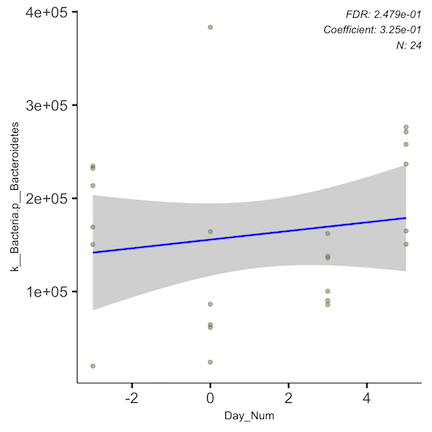 FDR: 2.479e-01
Coefficient: 3.25e-01
N: 24
4e+05
3e+05
2e+05
1e+05
k__Bacteria.p__Bacteroidetes
-2 0 2 4
Day_Num